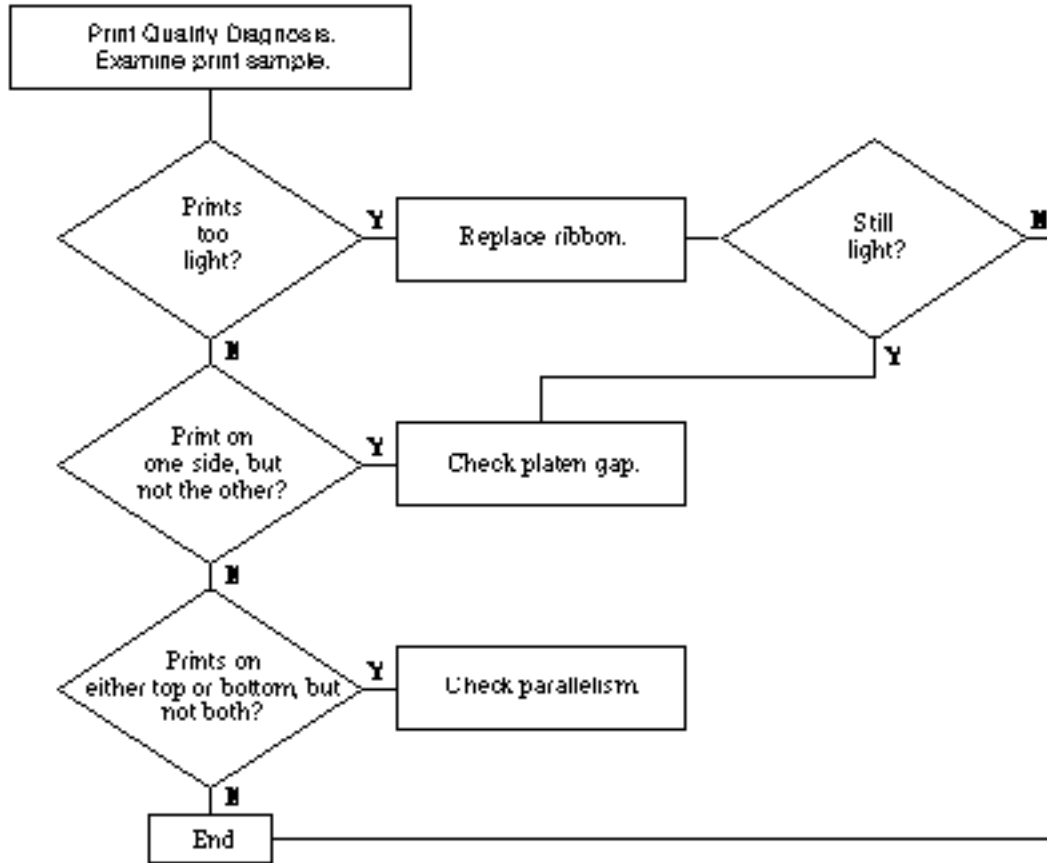 Print Quality Diagnosis.
Examine print sample.
Prints
too
light?
Y
Replace ribbon.
Still
light?
N
Y
N
Print on
one side, but
not the other?
Y
Check platen gap.
N
Prints on
either top or bottom, but
not both?
Y
Check parallelism.
N
End